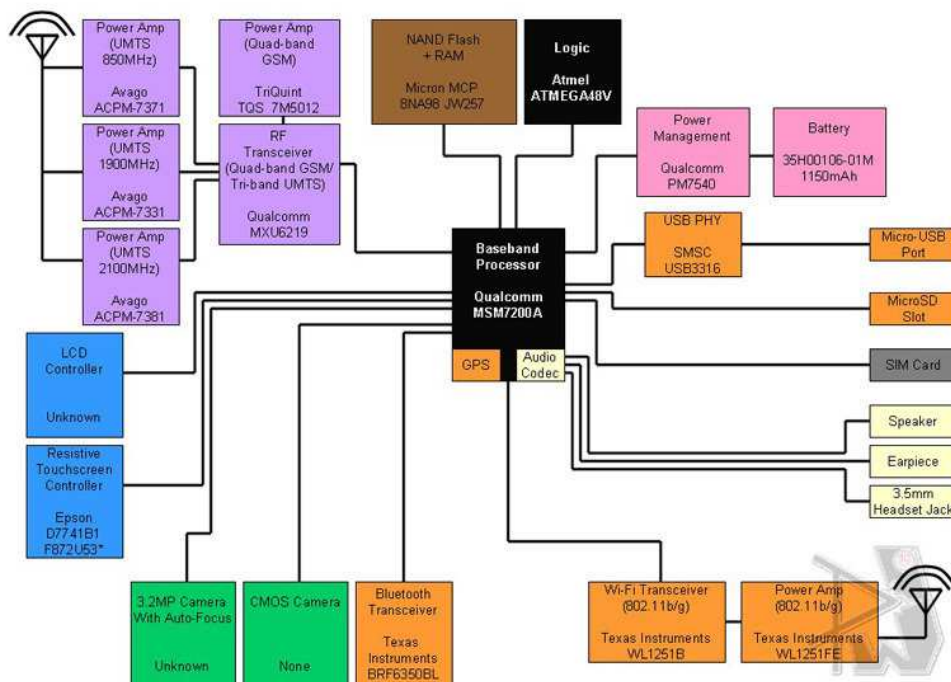 Power Amp
(UMTS
850MHz)
Avago
ACPM-7371
Power Amp
(Quad-band
GSM)
TriQuint
TQS 7M5012
NAND Flash
+ RAM
Micron MCP
8NA98 JW257
Logic
Atmel
ATMEGA48V
Power Amp
(UMTS
1900MHz)
Avago
ACPM-7331
RF
Transceiver
(Quad-band GSM/
Tri-band UMTS)
Qualcomm
MXU6219
Power
Management
Qualcomm
PM7540
Battery
35H00106-01M
1150mAh
Power Amp
(UMTS
2100MHz)
Avago
ACPM-7381
Baseband
Processor
Qualcomm
MSM7200A
GPS
Audio
Codec
USB PHY
SMSC
USB3316
Micro-USB
Port
MicroSD
Slot
SIM Card
LCD
Controller
Unknown
Speaker
Earpiece
3.5mm
Headset Jack
Resistive
Touchscreen
Controller
Epson
D7741B1
F872U53*
3.2MP Camera
With Auto-Focus
Unknown
CMOS Camera
None
Bluetooth
Transceiver
Texas
Instruments
BRF6350BL
Wi-Fi Transceiver
(802.11b/g)
Texas Instruments
WL1251B
Power Amp
(802.11b/g)
Texas Instruments
WL1251FE